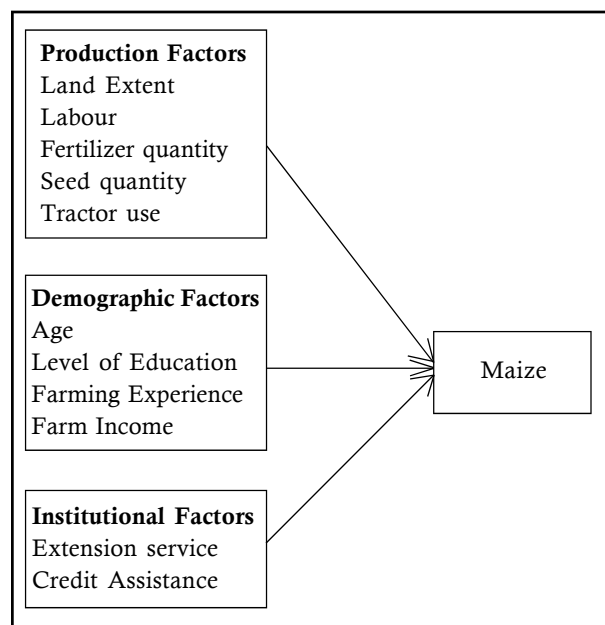 Production Factors
Land Extent
Labour
Fertilizer quantity
Seed quantity
Tractor use
Demographic Factors
Age
Level of Education
Farming Experience
Farm Income
Institutional Factors
Extension service
Credit Assistance
Maize